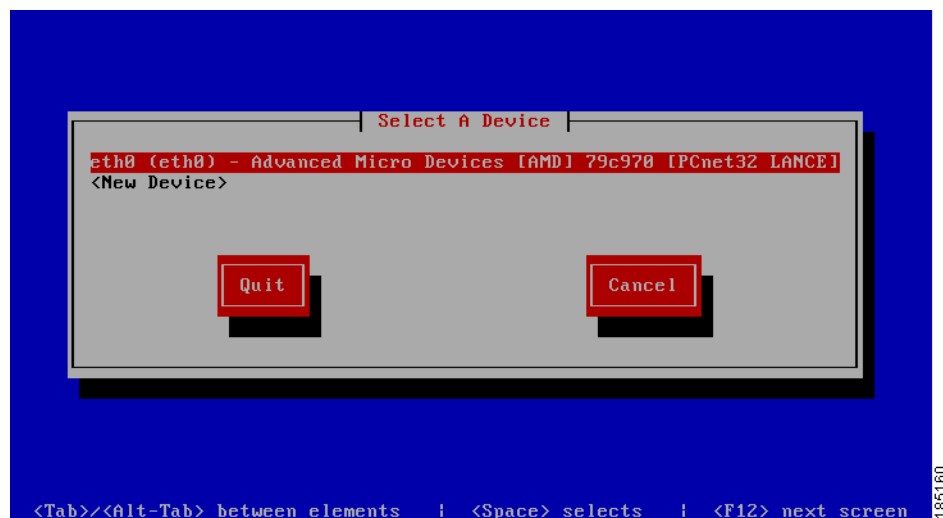 Select A Device
eth0 (eth0) - Advanced Micro Devices [AMD] 79c970 [PCnet32 LANCE]
<New Device>
Quit
Cancel
<Tab>/<Alt-Tab> between elements | <Space> selects | <F12> next screen
185160